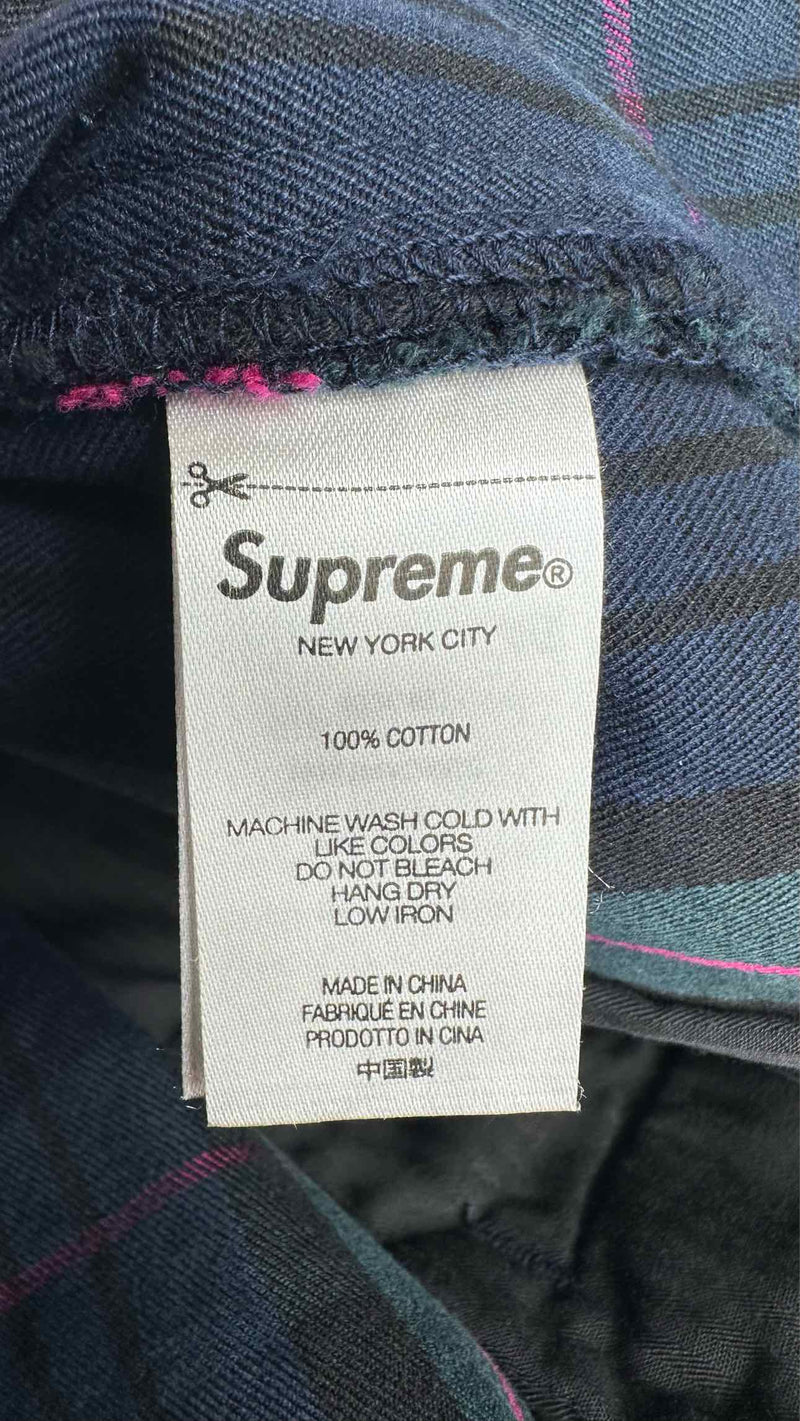 Supreme®
NEW YORK CITY
100% COTTON
MACHINE WASH COLD WITH
LIKE COLORS
DO NOT BLEACH
HANG DRY
LOW IRON
MADE IN CHINA
FABRIQUÉ EN CHINE
PRODOTTO IN CINA
中国製